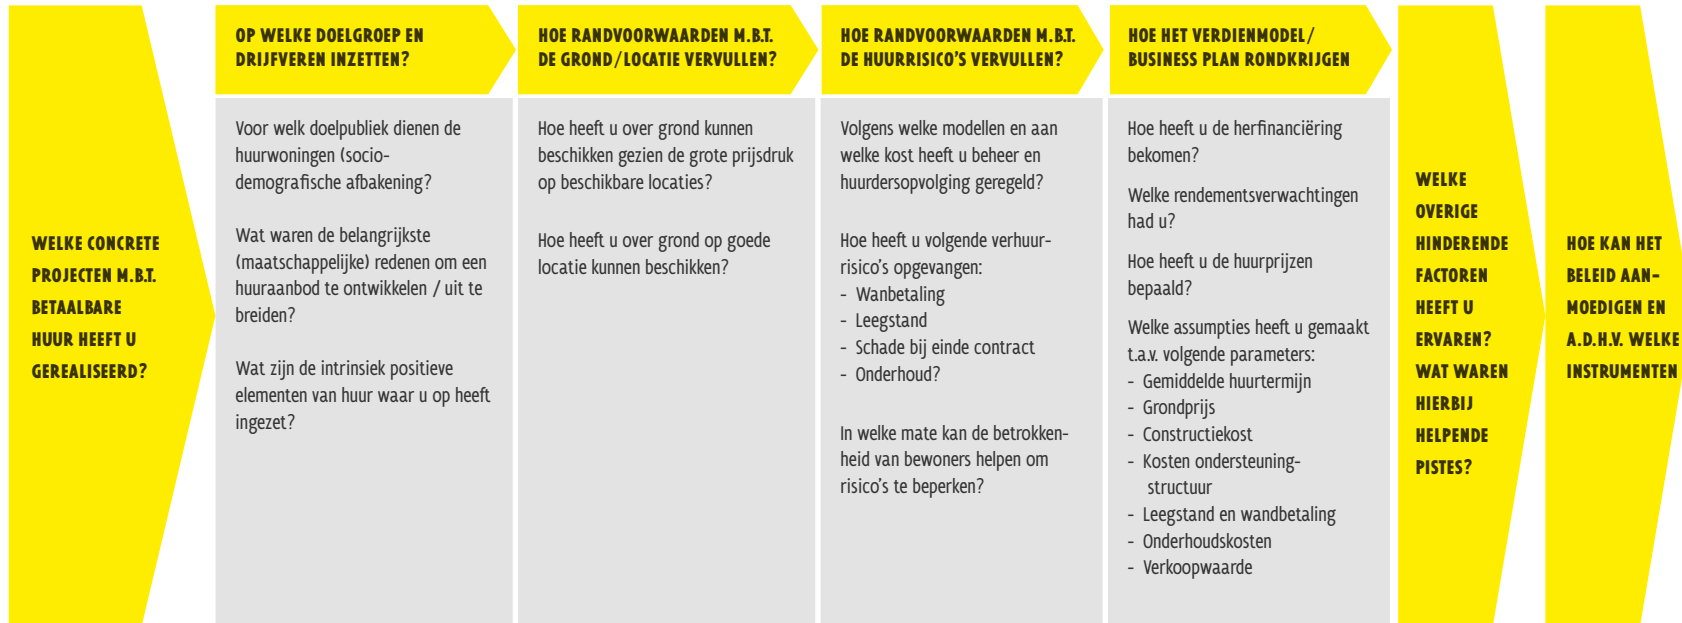 WELKE CONCRETE
PROJECTEN M.B.T.
BETAALBARE
HUUR HEEFT U
GEREALISEERD?
OP WELKE DOELGROEP EN
DRIJFVEREN INZETTEN?
Voor welk doelpubliek dienen de
huurwoningen (socio-
demografische afbakening?
Wat waren de belangrijkste
(maatschappelijke) redenen om een
huuraanbod te ontwikkelen / uit te
breiden?
Wat zijn de intrinsiek positieve
elementen van huur waar u op heeft
ingezet?
HOE RANDVOORWAARDEN M.B.T.
DE GROND/LOCATIE VERVULLEN?
Hoe heeft u over grond kunnen
beschikken gezien de grote prijsdruk
op beschikbare locaties?
Hoe heeft u over grond op goede
locatie kunnen beschikken?
HOE RANDVOORWAARDEN M.B.T.
DE HUURRISICO'S VERVULLEN?
Volgens welke modellen en aan
welke kost heeft u beheer en
huurdersopvolging geregeld?
Hoe heeft u volgende verhuur-
risico's opgevangen:
- Wanbetaling
- Leegstand
- Schade bij einde contract
- Onderhoud?
In welke mate kan de betrokken-
heid van bewoners helpen om
risico's te beperken?
HOE HET VERDIENMODEL/
BUSINESS PLAN RONDKRIJGEN
Hoe heeft u de herfinanciëring
bekomen?
Welke rendementsverwachtingen
had u?
Hoe heeft u de huurprijzen
bepaald?
Welke assumpties heeft u gemaakt
t.a.v. volgende parameters:
- Gemiddelde huurtermijn
- Grondprijs
- Constructiekost
- Kosten ondersteuning-
structuur
- Leegstand en wandbetaling
- Onderhoudskosten
- Verkoopwaarde
WELKE
OVERIGE
HINDERENDE
FACTOREN
HEEFT U
ERVAREN?
WAT WAREN
HIERBIJ
HELPENDE
PISTES?
HOE KAN HET
BELEID AAN-
MOEDIGEN EN
A.D.H.V. WELKE
INSTRUMENTEN